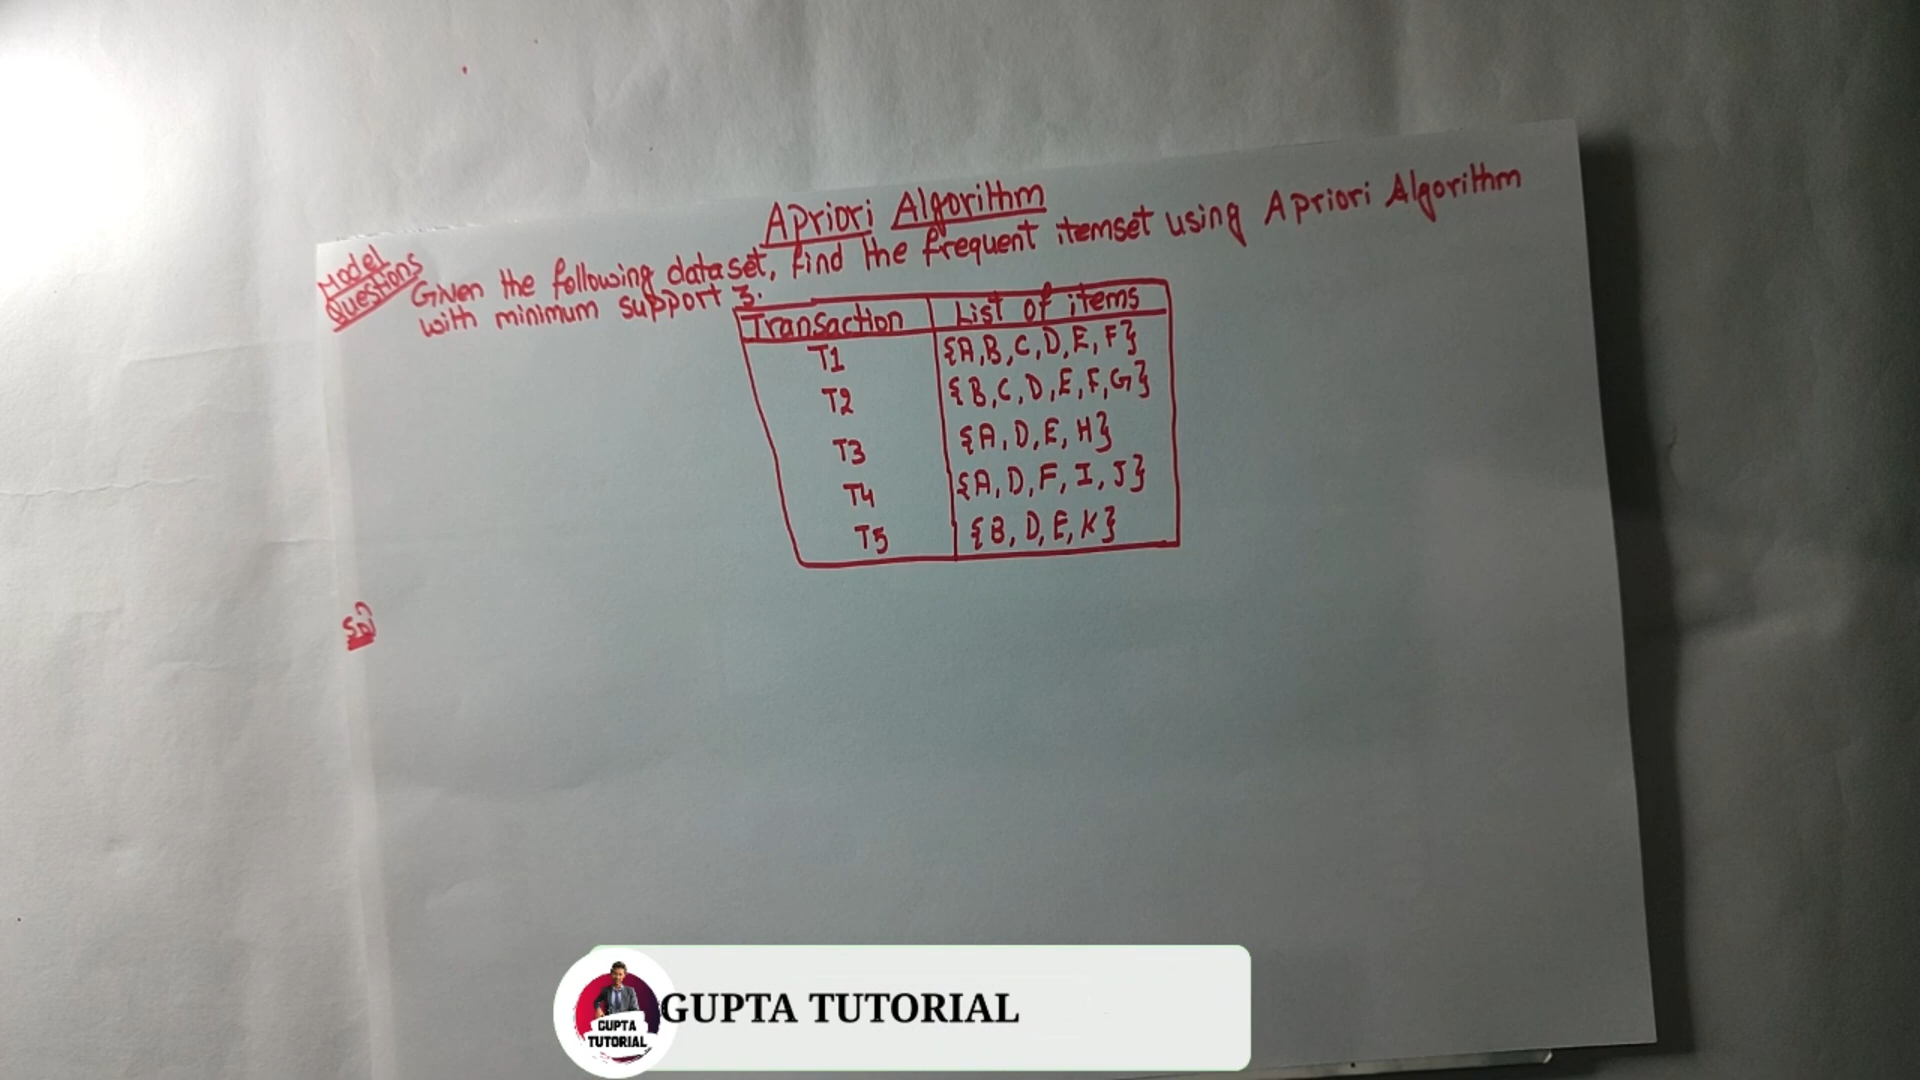 Apriori Algorithm
Model
Questions
Given the following dataset, find the frequent itemset using Apriori Algorithm
with minimum support 3.
Transaction List of items
T1 {A,B,C,D,E,F}
T2 {B,C,D,E,F,G}
T3 {A,D,E,H}
T4 {A,D,F,I,J}
T5 {B,D,E,K}
GUPTA TUTORIAL
GUPTA
TUTORIAL